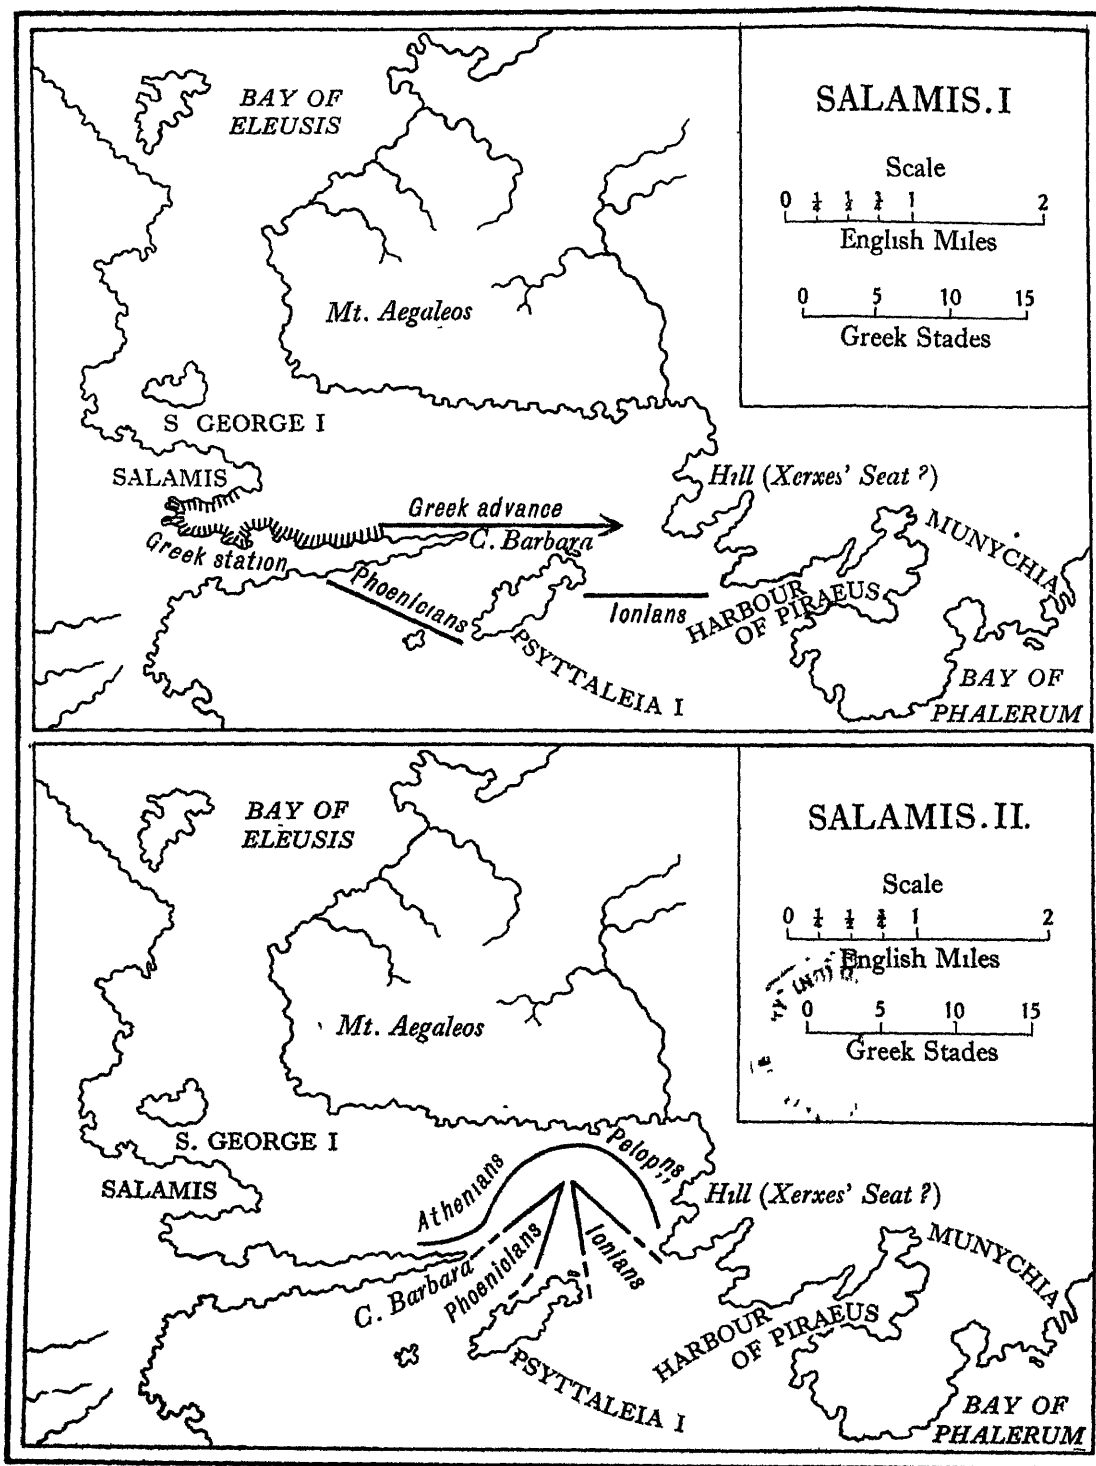 SALAMIS.I
Scale
0 ¼ ½ ¾ 1 2
English Miles
0 5 10 15
Greek Stades
BAY OF
ELEUSIS
Mt. Aegaleos
S GEORGE I
SALAMIS
Greek station
Greek advance
C. Barbara
Phoenicians
PSYTTALEIA I
Ionians
Hill (Xerxes' Seat ?)
HARBOUR
OF PIRAEUS
MUNYCHIA
BAY OF
PHALERUM
SALAMIS.II.
Scale
0 ¼ ½ ¾ 1 2
English Miles
0 5 10 15
Greek Stades
BAY OF
ELEUSIS
Mt. Aegaleos
S. GEORGE I
SALAMIS
Athenians
Pelopnns
C. Barbara
Phoenicians
Ionians
PSYTTALEIA I
Hill (Xerxes' Seat ?)
HARBOUR
OF PIRAEUS
MUNYCHIA
BAY OF
PHALERUM